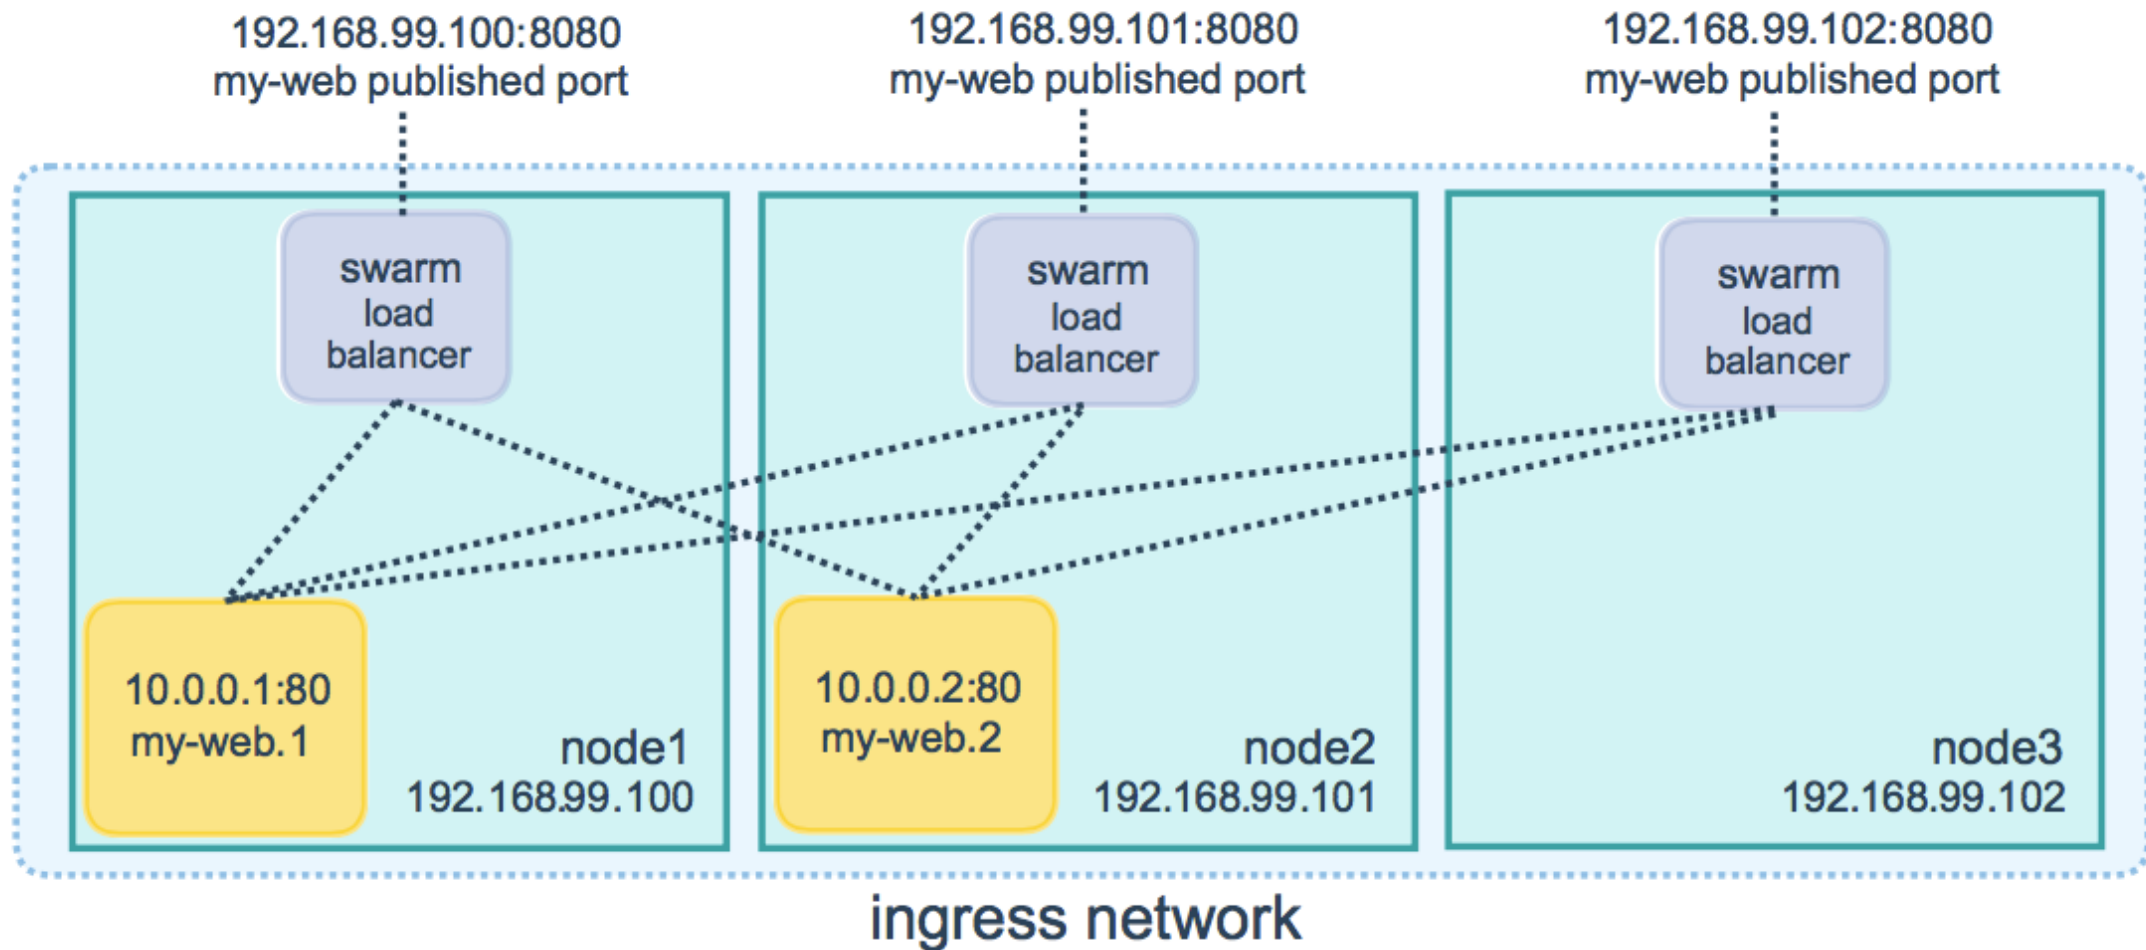 192.168.99.100:8080
my-web published port
192.168.99.101:8080
my-web published port
192.168.99.102:8080
my-web published port
swarm
load
balancer
swarm
load
balancer
swarm
load
balancer
10.0.0.1:80
my-web.1
node1
192.168.99.100
10.0.0.2:80
my-web.2
node2
192.168.99.101
node3
192.168.99.102
ingress network